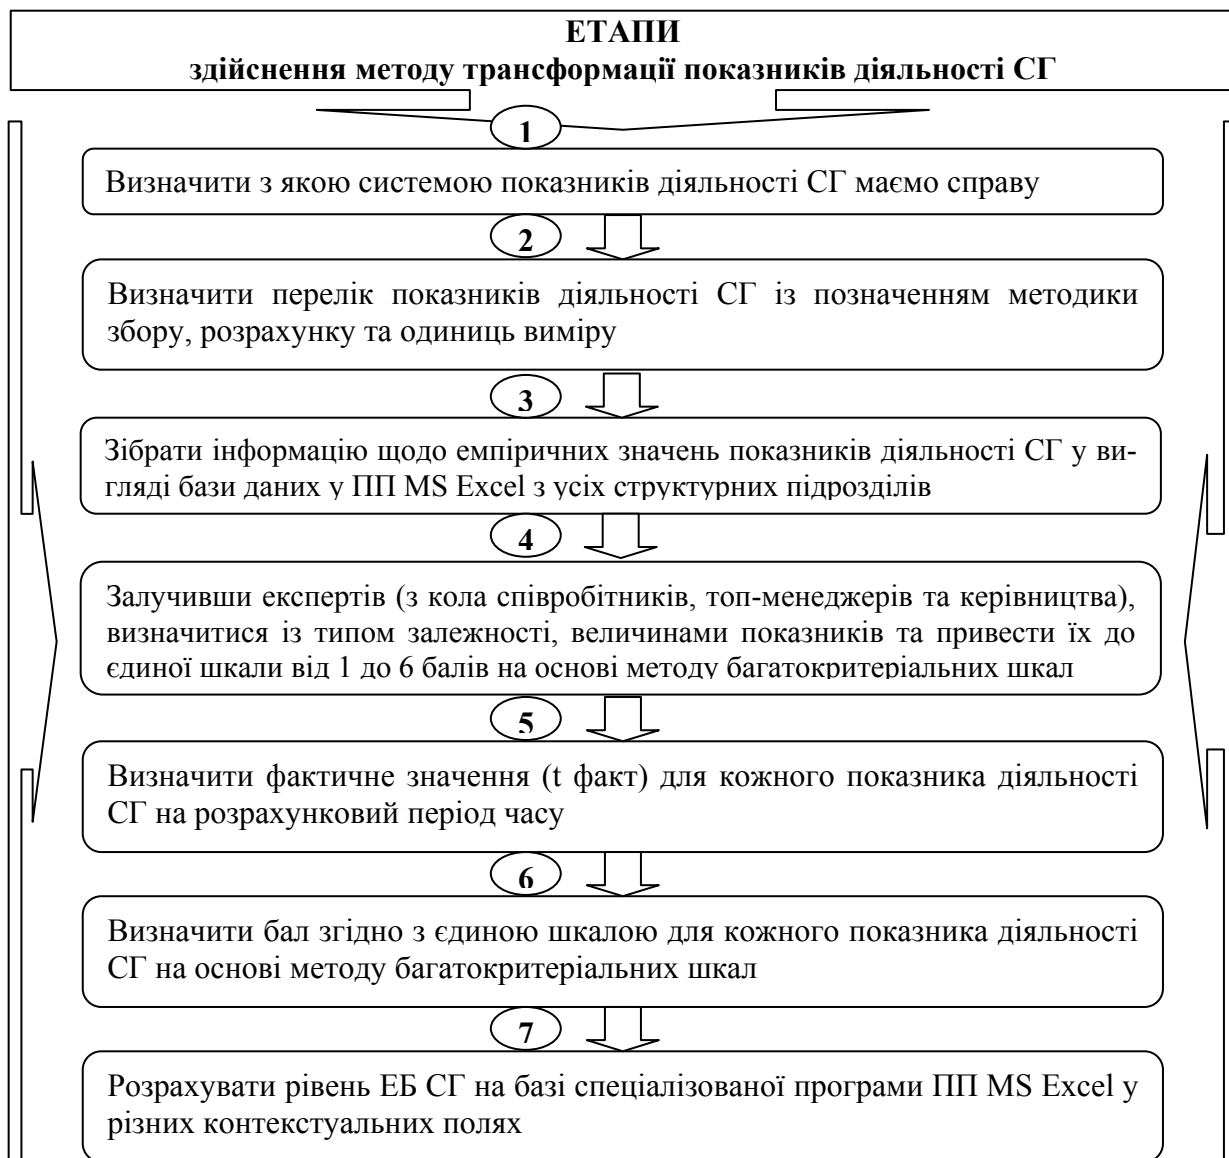 ЕТАПИ
здійснення методу трансформації показників діяльності СГ
1
Визначити з якою системою показників діяльності СГ маємо справу
2
Визначити перелік показників діяльності СГ із позначенням методики
збору, розрахунку та одиниць виміру
3
Зібрати інформацію щодо емпіричних значень показників діяльності СГ у ви-
гляді бази даних у ПП MS Excel з усіх структурних підрозділів
4
Залучивши експертів (з кола співробітників, топ-менеджерів та керівництва),
визначитися із типом залежності, величинами показників та привести їх до
єдиної шкали від 1 до 6 балів на основі методу багатокритеріальних шкал
5
Визначити фактичне значення (t факт) для кожного показника діяльності
СГ на розрахунковий період часу
6
Визначити бал згідно з єдиною шкалою для кожного показника діяльності
СГ на основі методу багатокритеріальних шкал
7
Розрахувати рівень ЕБ СГ на базі спеціалізованої програми ПП MS Excel у
різних контекстуальних полях